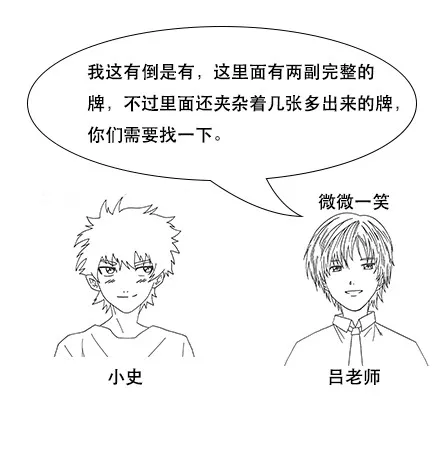 我这有倒是有，这里面有两副完整的
牌，不过里面还夹杂着几张多出来的牌，
你们需要找一下。
微微一笑
小史
吕老师